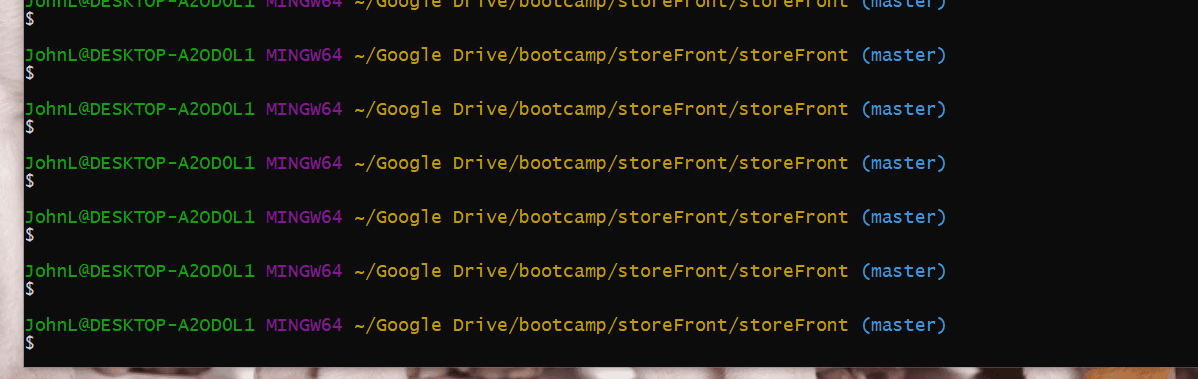 JohnL@DESKTOP-A2OD0L1 MINGW64 ~/Google Drive/bootcamp/storeFront/storeFront (master)
$
JohnL@DESKTOP-A2OD0L1 MINGW64 ~/Google Drive/bootcamp/storeFront/storeFront (master)
$
JohnL@DESKTOP-A2OD0L1 MINGW64 ~/Google Drive/bootcamp/storeFront/storeFront (master)
$
JohnL@DESKTOP-A2OD0L1 MINGW64 ~/Google Drive/bootcamp/storeFront/storeFront (master)
$
JohnL@DESKTOP-A2OD0L1 MINGW64 ~/Google Drive/bootcamp/storeFront/storeFront (master)
$
JohnL@DESKTOP-A2OD0L1 MINGW64 ~/Google Drive/bootcamp/storeFront/storeFront (master)
$
JohnL@DESKTOP-A2OD0L1 MINGW64 ~/Google Drive/bootcamp/storeFront/storeFront (master)
$